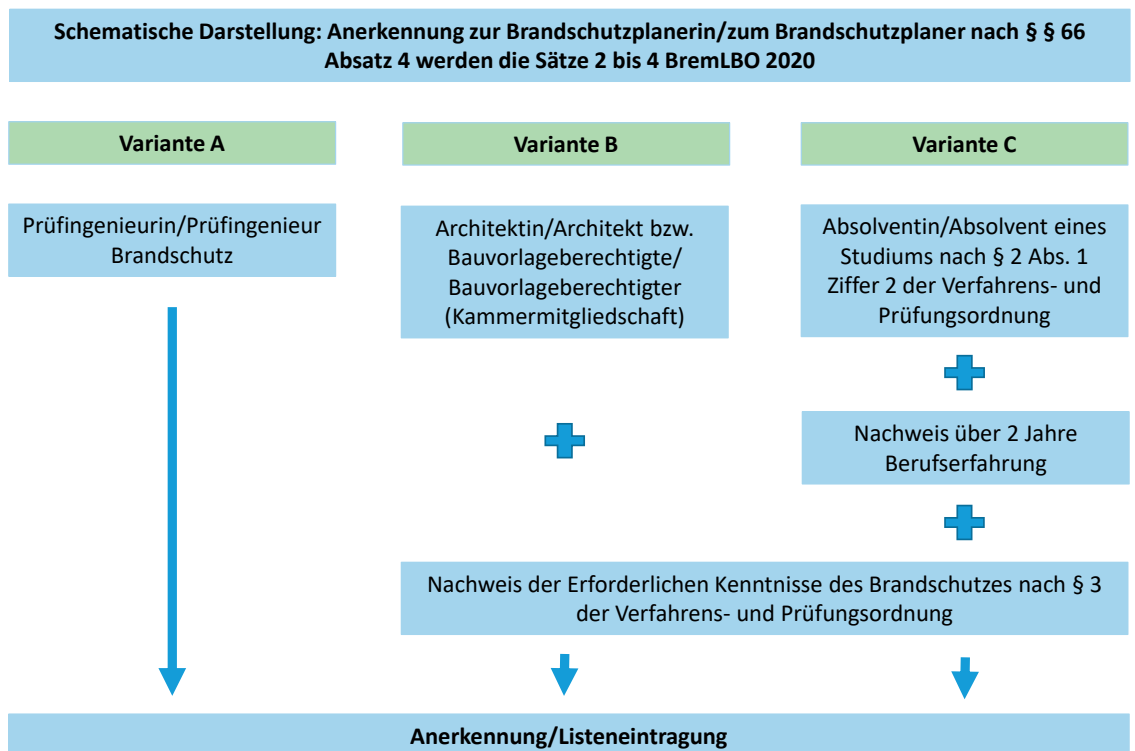 Schematische Darstellung: Anerkennung zur Brandschutzplanerin/zum Brandschutzplaner nach § § 66
Absatz 4 werden die Sätze 2 bis 4 BremLBO 2020
Variante A
Variante B
Variante C
Prüfingenieurin/Prüfingenieur
Brandschutz
Architektin/Architekt bzw.
Bauvorlageberechtigte/
Bauvorlageberechtigter
(Kammermitgliedschaft)
Absolventin/Absolvent eines
Studiums nach § 2 Abs. 1
Ziffer 2 der Verfahrens- und
Prüfungsordnung
Nachweis über 2 Jahre
Berufserfahrung
Nachweis der Erforderlichen Kenntnisse des Brandschutzes nach § 3
der Verfahrens- und Prüfungsordnung
Anerkennung/Listeneintragung